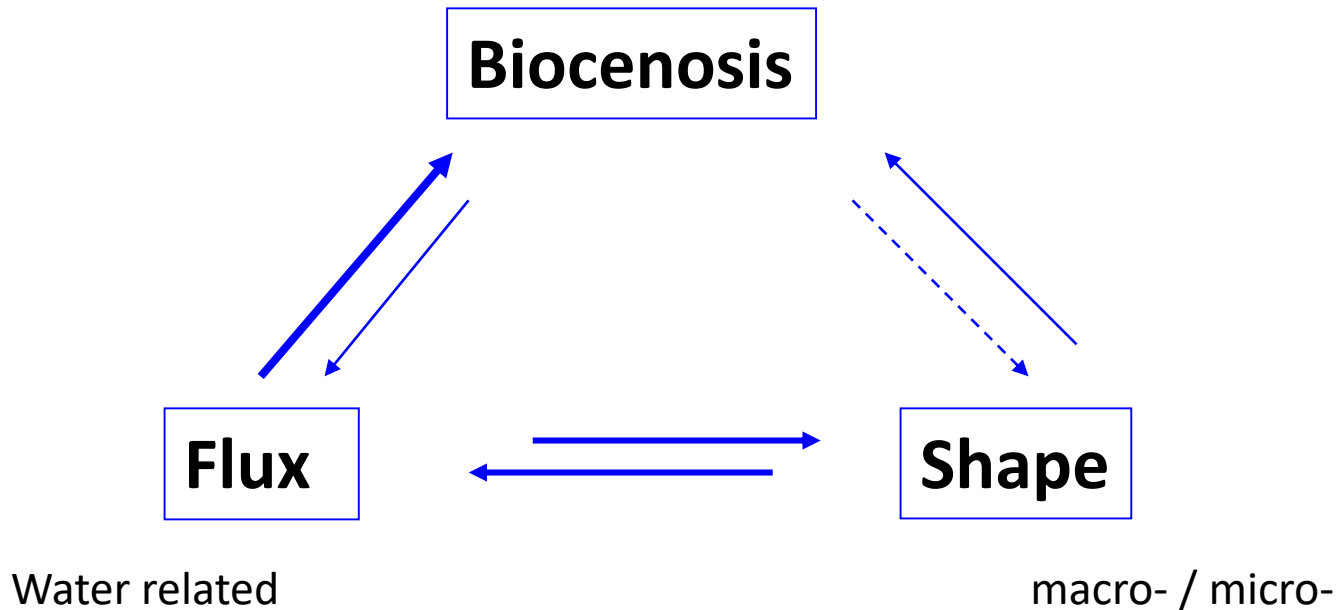 Biocenosis
Flux
Shape
Water related
macro- / micro-